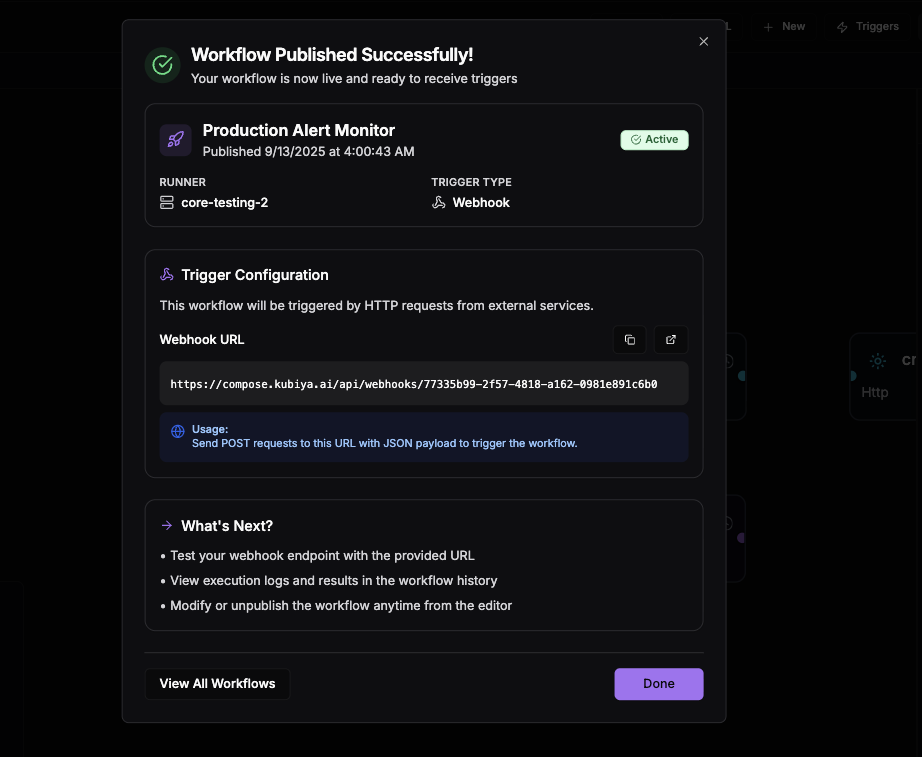 New
Triggers
Workflow Published Successfully!
Your workflow is now live and ready to receive triggers
Production Alert Monitor
Published 9/13/2025 at 4:00:43 AM
Active
RUNNER
TRIGGER TYPE
core-testing-2
Webhook
Trigger Configuration
This workflow will be triggered by HTTP requests from external services.
Webhook URL
https://compose.kubiya.ai/api/webhooks/77335b99-2f57-4818-a162-0981e891c6b0
Usage:
Send POST requests to this URL with JSON payload to trigger the workflow.
Http
What's Next?
• Test your webhook endpoint with the provided URL
• View execution logs and results in the workflow history
• Modify or unpublish the workflow anytime from the editor
View All Workflows
Done